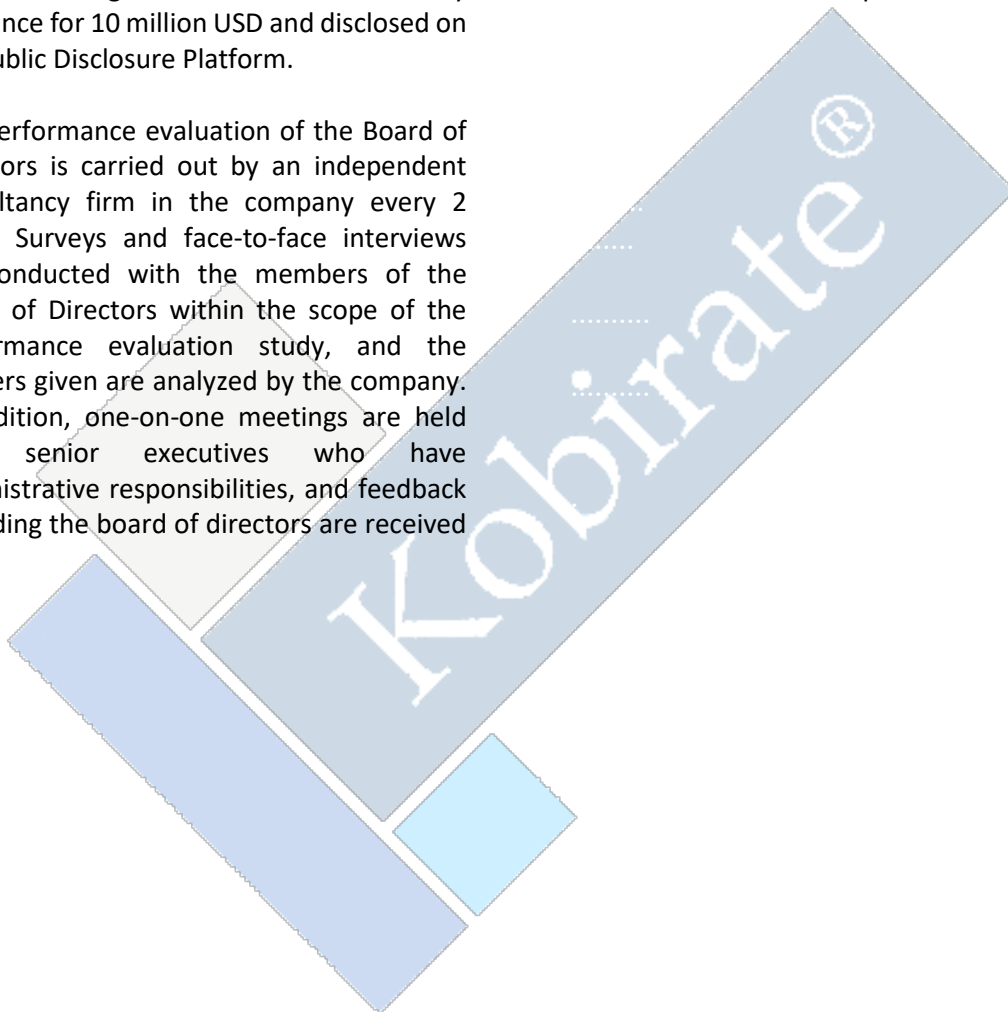 nce for 10 million USD and disclosed on
ublic Disclosure Platform.
erformance evaluation of the Board of
ors is carried out by an independent
ltancy firm in the company every 2
Surveys and face-to-face interviews
onducted with the members of the
of Directors within the scope of the
rmance evaluation study, and the
ers given are analyzed by the company.
dition, one-on-one meetings are held
senior executives who have
nistrative responsibilities, and feedback
ding the board of directors are received
Kobirate ®